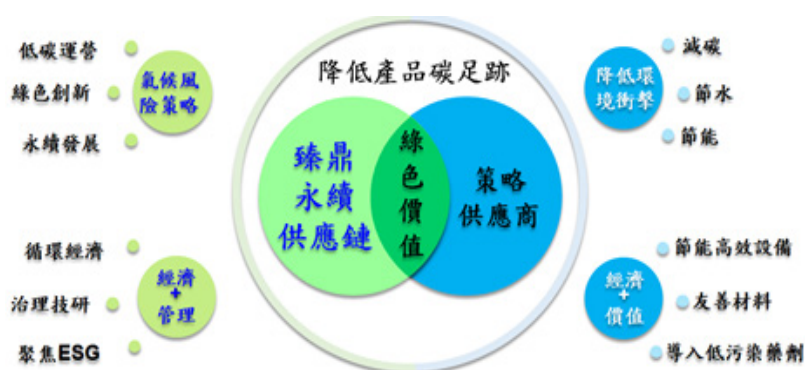 低碳運營
綠色創新
永續發展
氣候風
險策略
循環經濟
治理技研
聚焦ESG
經濟
+
管理
降低產品碳足跡
臻鼎
永續
供應鏈
綠
色
價
值
策略
供應商
降低環
境衝擊
減碳
節水
節能
經濟
+
價值
節能高效設備
友善材料
導入低污染藥劑